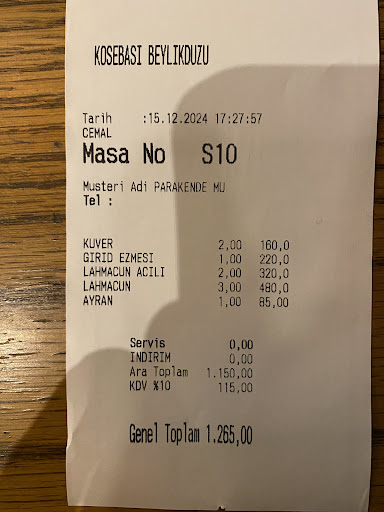 KOSEBASI BEYLIKDUZU
Tarih :15.12.2024 17:27:57
CEMAL
Masa No S10
Musteri Adi PARAKENDE MU
Tel :
KUVER 2,00 160,0
GIRID EZMESI 1,00 220,0
LAHMACUN ACILI 2,00 320,0
LAHMACUN 3,00 480,0
AYRAN 1,00 85,00
Servis 0,00
INDIRIM 0,00
Ara Toplam 1.150,00
KDV %10 115,00
Genel Toplam 1.265,00